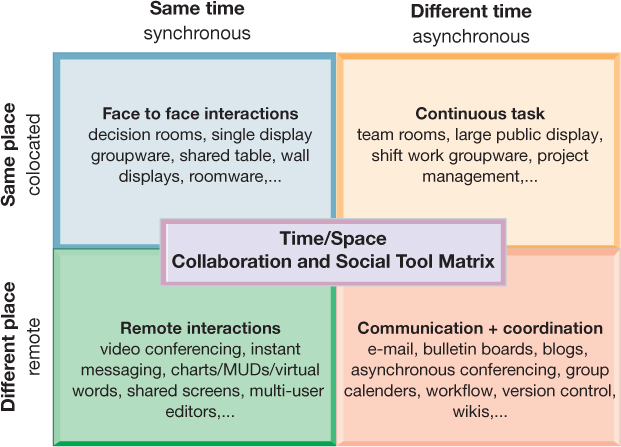 Same time
synchronous
Different time
asynchronous
Same place
colocated
Face to face interactions
decision rooms, single display
groupware, shared table, wall
displays, roomware,...
Continuous task
team rooms, large public display,
shift work groupware, project
management,...
Time/Space
Collaboration and Social Tool Matrix
Different place
remote
Remote interactions
video conferencing, instant
messaging, charts/MUDs/virtual
words, shared screens, multi-user
editors,...
Communication + coordination
e-mail, bulletin boards, blogs,
asynchronous conferencing, group
calenders, workflow, version control,
wikis,...